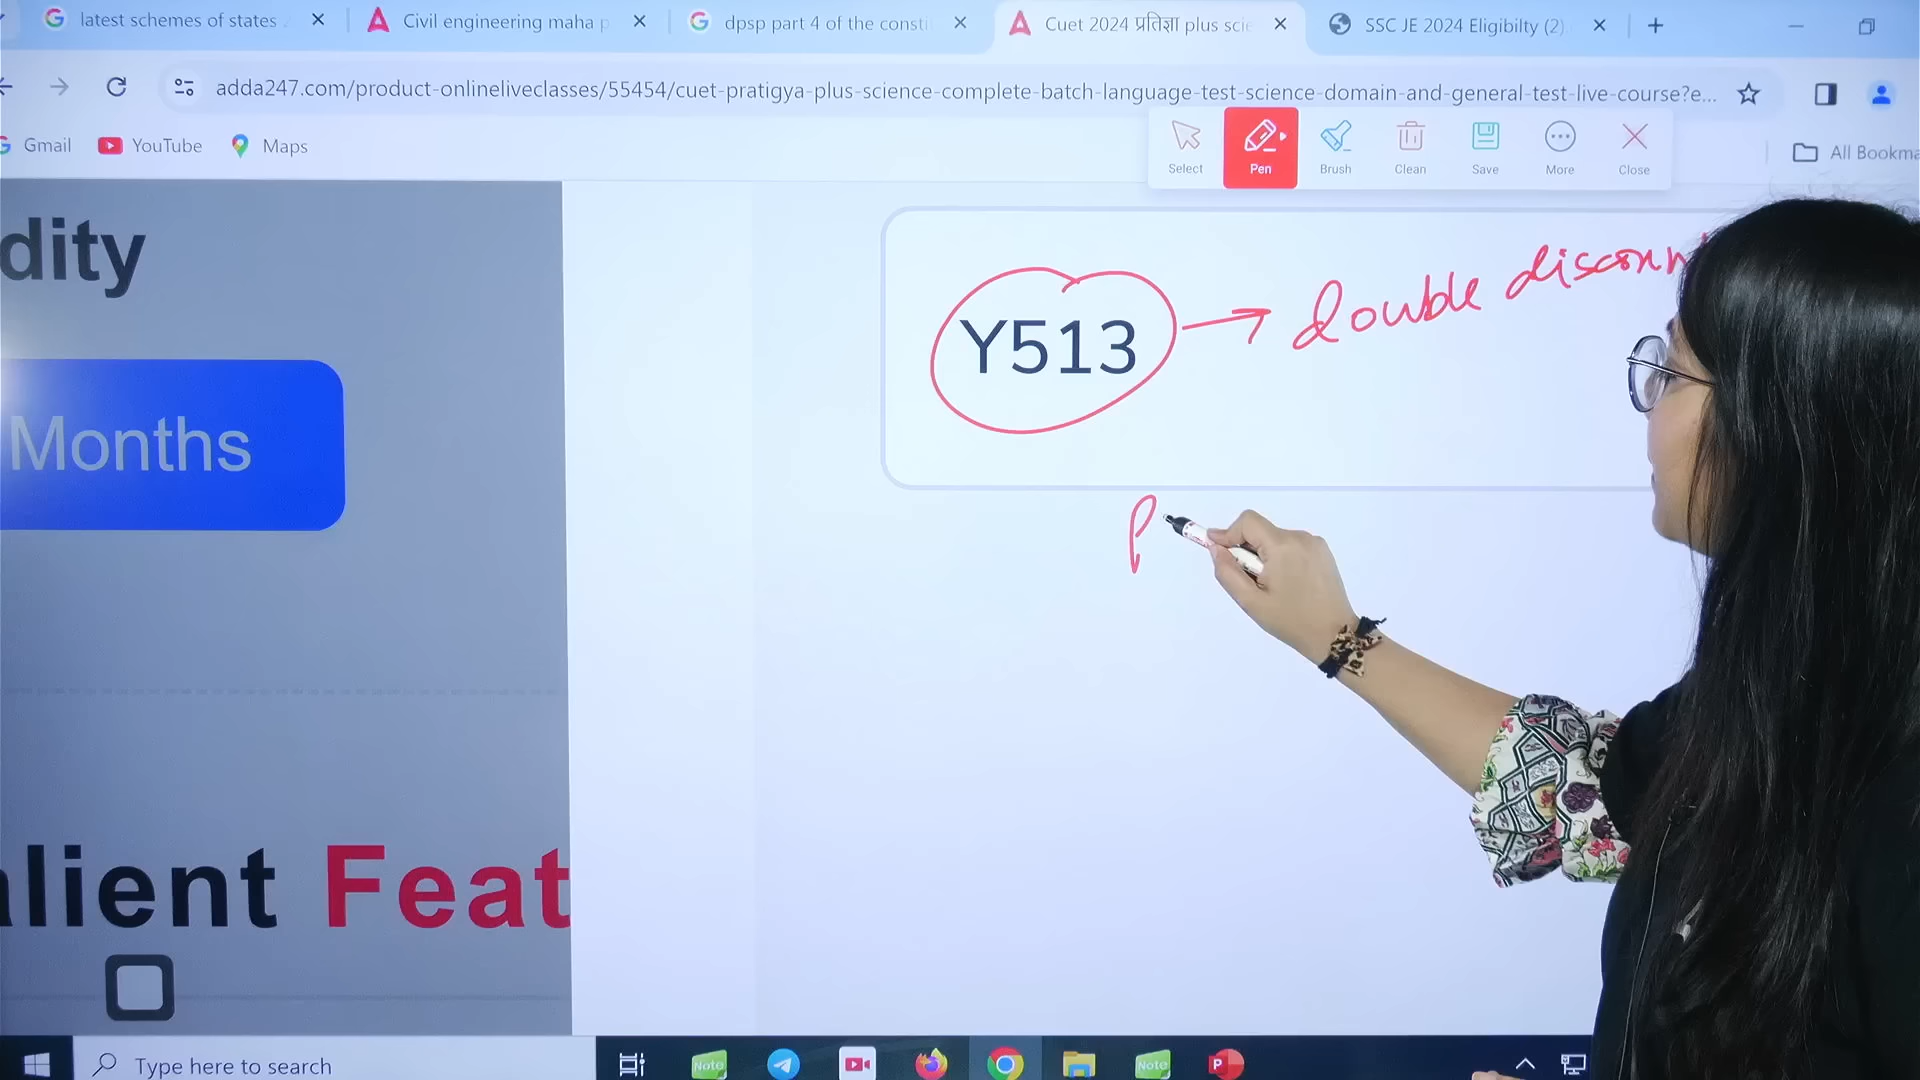 latest schemes of states
Civil engineering maha p
dpsp part 4 of the consti
Cuet 2024 प्रतिज्ञा plus scie
SSC JE 2024 Eligibilty (2)
adda247.com/product-onlineliveclasses/55454/cuet-pratigya-plus-science-complete-batch-language-test-science-domain-and-general-test-live-course?e...
Gmail
YouTube
Maps
Select
Pen
Brush
Clean
Save
More
Close
All Bookma
dity
Months
Y513
double discoun
P
alient Feat
Type here to search
Note
Note
P